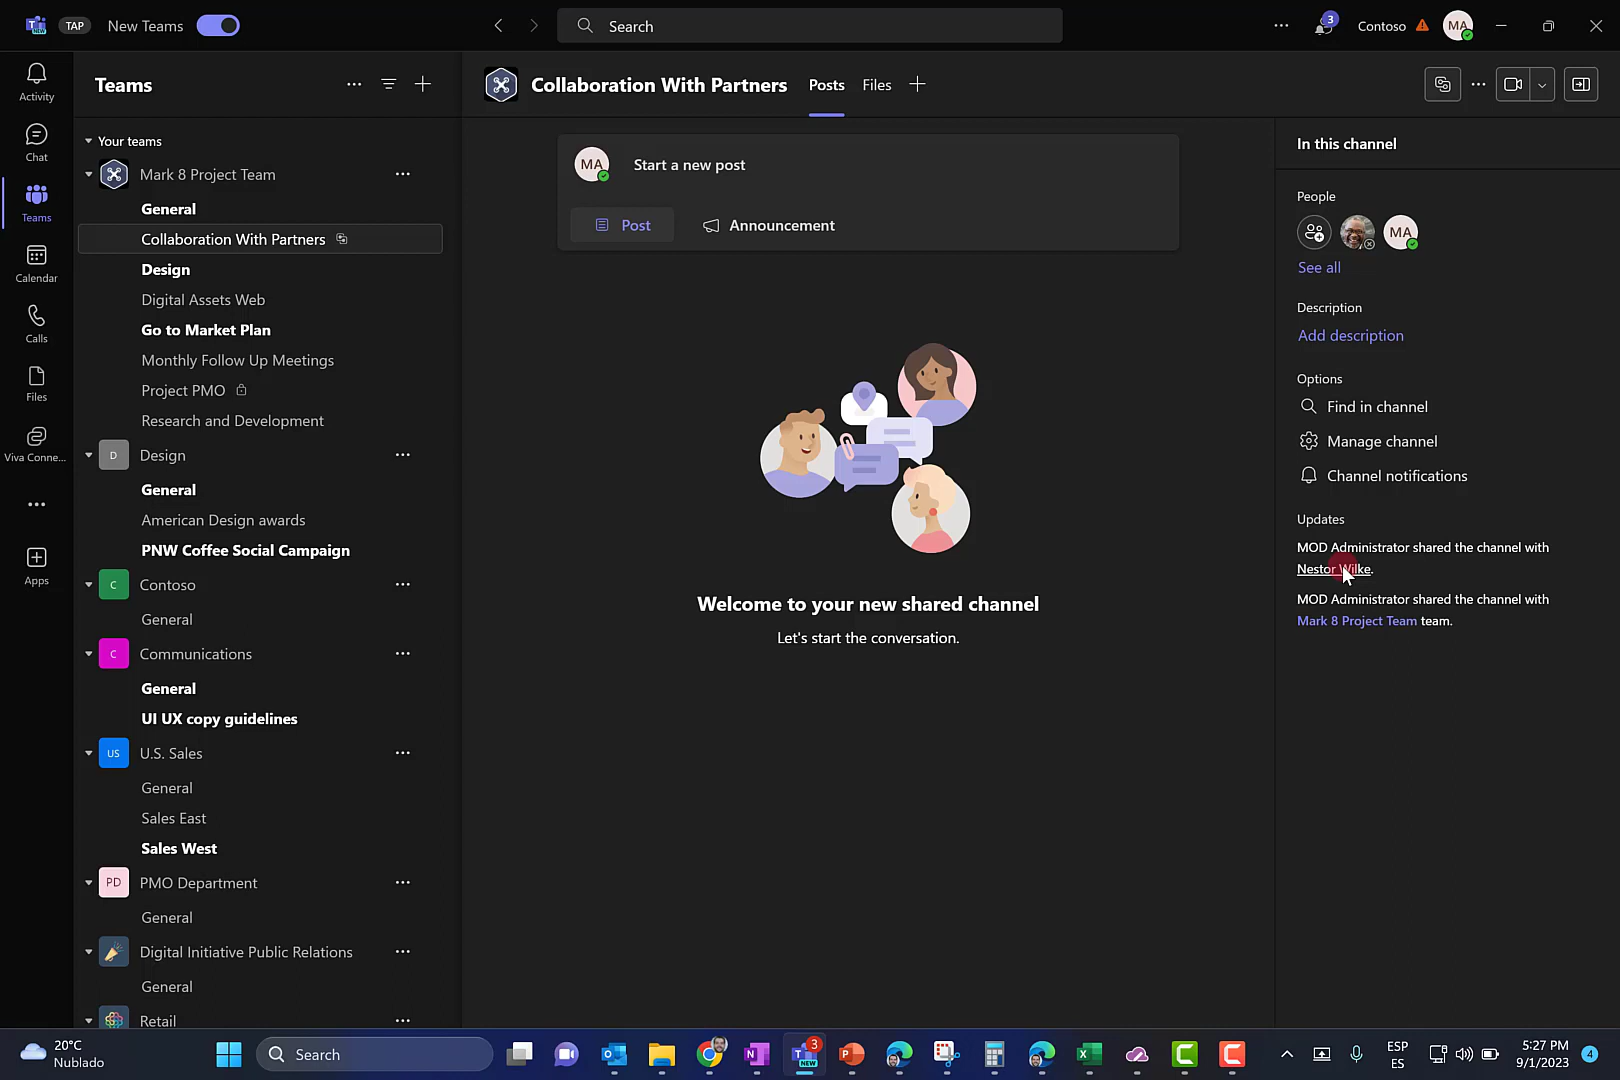 TAP
New Teams
Search
3
Contoso
MA
Activity
Chat
Teams
Calendar
Calls
Files
Viva Conne...
Apps
Teams
Your teams
Mark 8 Project Team
General
Collaboration With Partners
Design
Digital Assets Web
Go to Market Plan
Monthly Follow Up Meetings
Project PMO
Research and Development
D
Design
General
American Design awards
PNW Coffee Social Campaign
C
Contoso
General
C
Communications
General
UI UX copy guidelines
US
U.S. Sales
General
Sales East
Sales West
PD
PMO Department
General
Digital Initiative Public Relations
General
Retail
Collaboration With Partners
Posts
Files
MA
Start a new post
Post
Announcement
Welcome to your new shared channel
Let's start the conversation.
In this channel
People
MA
See all
Description
Add description
Options
Find in channel
Manage channel
Channel notifications
Updates
MOD Administrator shared the channel with
Nestor Wilke.
MOD Administrator shared the channel with
Mark 8 Project Team team.
20°C
Nublado
Search
3
NEW
ESP
ES
5:27 PM
9/1/2023
4